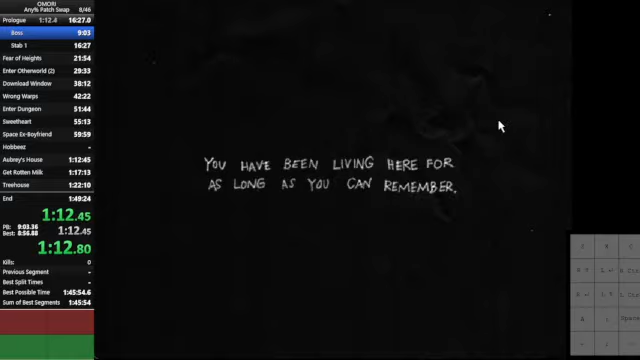 OMORI
Any% Patch Swap 8/46
Prologue 1:12.4 16:27.0
Boss 9:03
Stab 1 16:27
Fear of Heights 21:54
Enter Otherworld (2) 29:33
Download Window 38:12
Wrong Warps 42:22
Enter Dungeon 51:44
Sweetheart 55:13
Space Ex-Boyfriend 59:59
Hobbeez -
Aubrey's House 1:12:45
Get Rotten Milk 1:17:13
Treehouse 1:22:10
End 1:49:24
1:12.45
PB: 9:03.36 1:12.45
Best: 8:56.88
1:12.80
Kills: 0
Previous Segment -
Best Split Times -
Best Possible Time 1:45:54.6
Sum of Best Segments 1:45:54
YOU HAVE BEEN LIVING HERE FOR
AS LONG AS YOU CAN REMEMBER.
Space